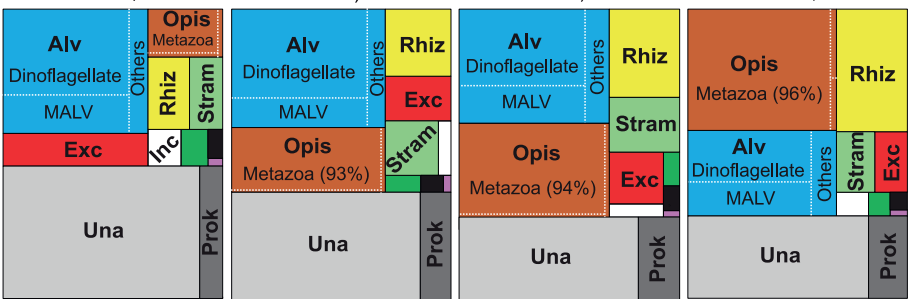 Alv
Dinoflagellate
MALV
Others
Opis
Metazoa
Rhiz
Stram
Exc
Inc
Una
Prok
Alv
Dinoflagellate
MALV
Others
Rhiz
Exc
Opis
Metazoa (93%)
Stram
Una
Prok
Alv
Dinoflagellate
MALV
Others
Rhiz
Stram
Opis
Metazoa (94%)
Exc
Una
Prok
Opis
Metazoa (96%)
Rhiz
Alv
Dinoflagellate
MALV
Others
Stram
Exc
Una
Prok